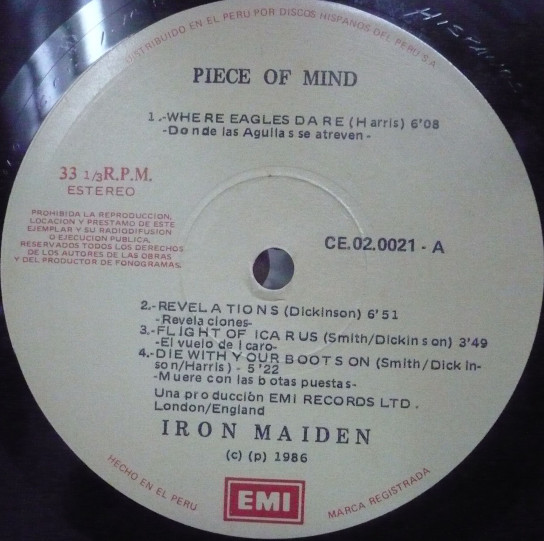 DISTRIBUIDO EN EL PERU POR DISCOS HISPANOS DEL PERU S A
PIECE OF MIND
1.-WHERE EAGLES DARE (Harris) 6'08
-Donde las Aguilas se atreven-
33 1/3 R.P.M.
ESTEREO
PROHIBIDA LA REPRODUCCION,
LOCACION Y PRESTAMO DE ESTE
EJEMPLAR Y SU RADIODIFUSION
O EJECUCION PUBLICA,
RESERVADOS TODOS LOS DERECHOS
DE LOS AUTORES DE LAS OBRAS
Y DEL PRODUCTOR DE FONOGRAMAS.
CE.02.0021 - A
2.-REVELATIONS (Dickinson) 6'51
-Revelaciones-
3.-FLIGHT OF ICARUS (Smith/Dickinson) 3'49
-El vuelo de Icaro-
4.-DIE WITH YOUR BOOTS ON (Smith/Dickin-
son/Harris) - 5'22
-Muere con las botas puestas-
Una producción EMI RECORDS LTD.
London/England
IRON MAIDEN
(c) (p) 1986
HECHO EN EL PERU
EMI
MARCA REGISTRADA